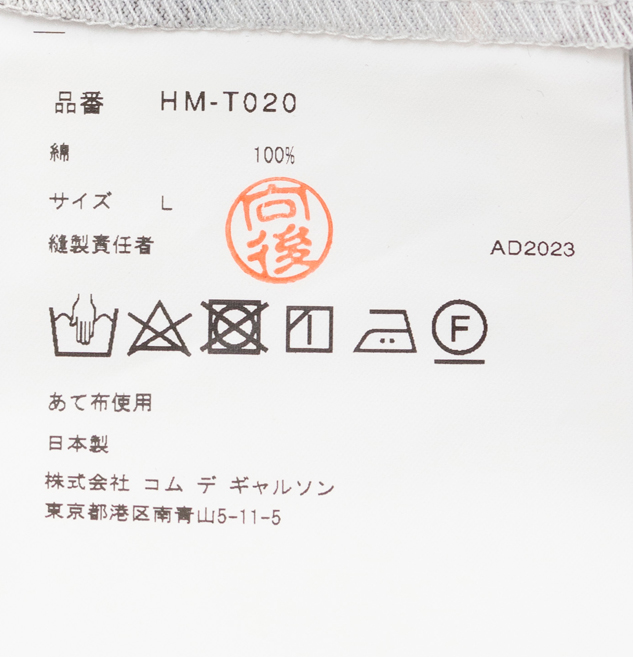 品番 HM-T020
綿 100%
サイズ L
向後
縫製責任者 AD2023
F
あて布使用
日本製
株式会社 コム デ ギャルソン
東京都港区南青山5-11-5